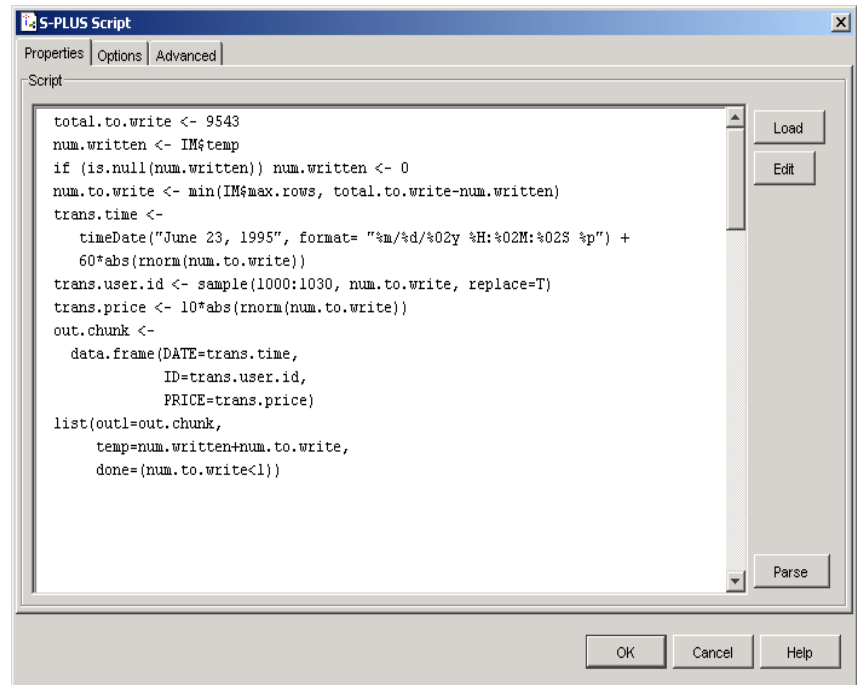 S-PLUS Script
Properties Options Advanced
Script
total.to.write <- 9543
num.written <- IM$temp
if (is.null(num.written)) num.written <- 0
num.to.write <- min(IM$max.rows, total.to.write-num.written)
trans.time <-
timeDate("June 23, 1995", format= "%m/%d/%02y %H:%02M:%02S %p") +
60*abs(rnorm(num.to.write))
trans.user.id <- sample(1000:1030, num.to.write, replace=T)
trans.price <- 10*abs(rnorm(num.to.write))
out.chunk <-
data.frame(DATE=trans.time,
ID=trans.user.id,
PRICE=trans.price)
list(out1=out.chunk,
temp=num.written+num.to.write,
done=(num.to.write<1))
Load
Edit
Parse
OK Cancel Help